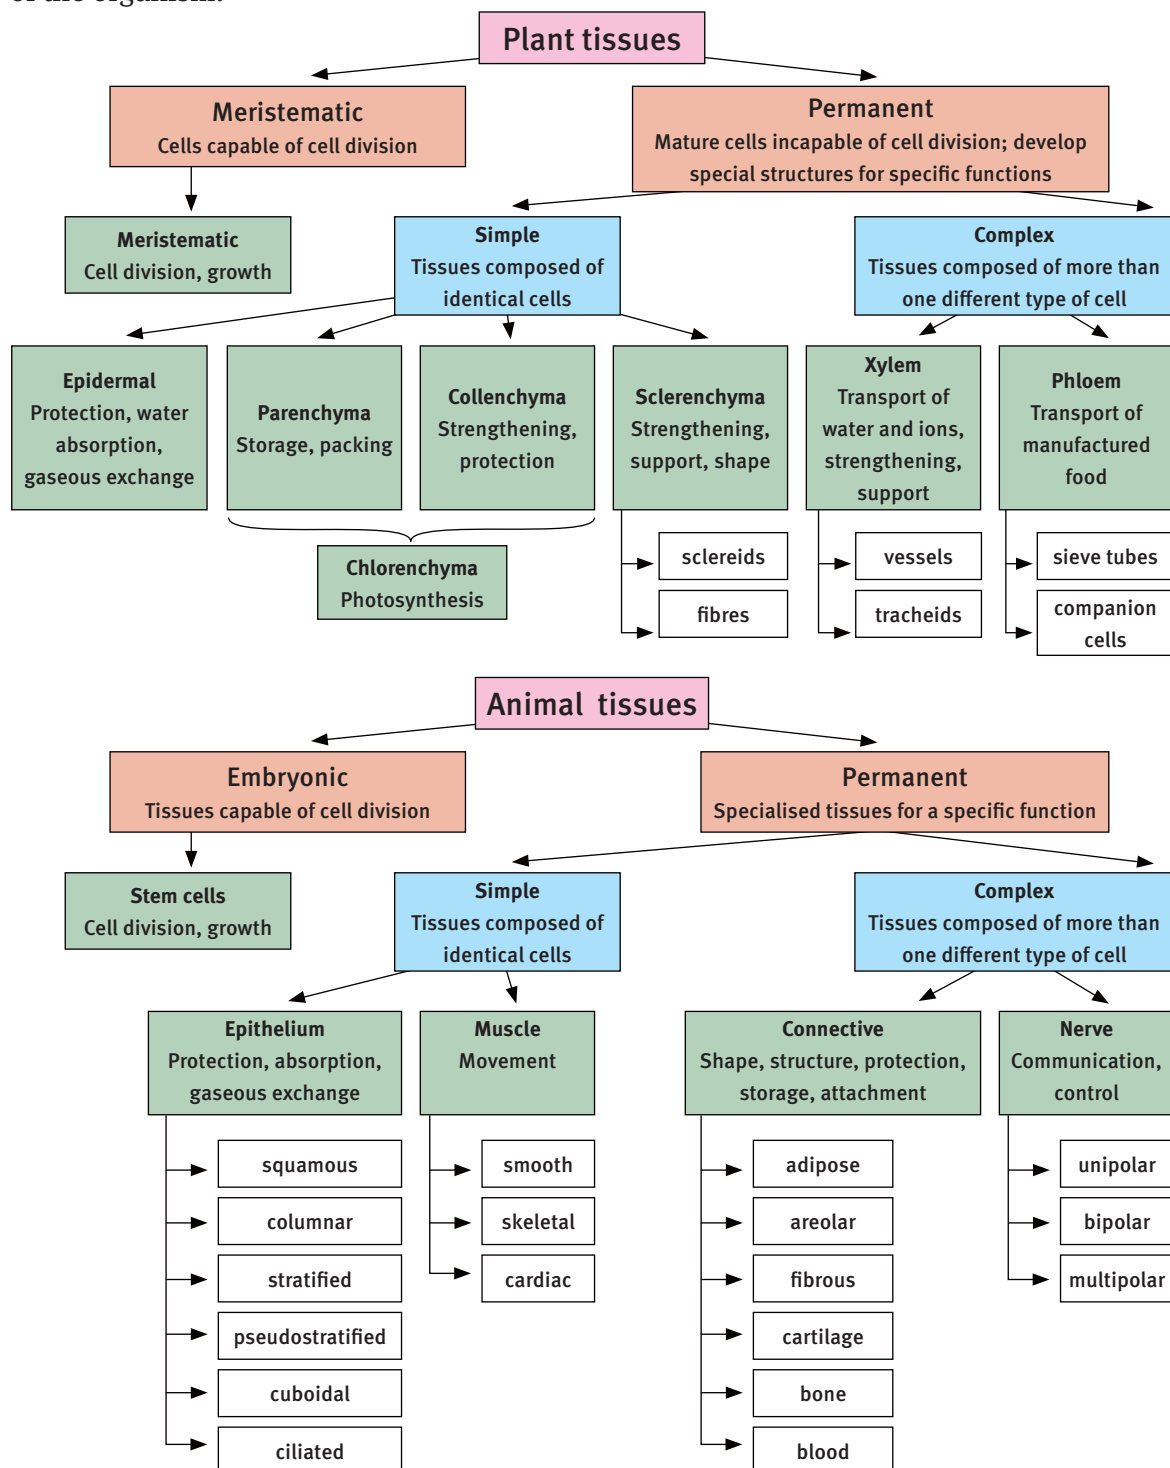 of the organism.
Plant tissues
Meristematic
Cells capable of cell division
Permanent
Mature cells incapable of cell division; develop
special structures for specific functions
Meristematic
Cell division, growth
Simple
Tissues composed of
identical cells
Complex
Tissues composed of more than
one different type of cell
Epidermal
Protection, water
absorption,
gaseous exchange
Parenchyma
Storage, packing
Collenchyma
Strengthening,
protection
Sclerenchyma
Strengthening,
support, shape
Xylem
Transport of
water and ions,
strengthening,
support
Phloem
Transport of
manufactured
food
Chlorenchyma
Photosynthesis
sclereids
fibres
vessels
tracheids
sieve tubes
companion
cells
Animal tissues
Embryonic
Tissues capable of cell division
Permanent
Specialised tissues for a specific function
Stem cells
Cell division, growth
Simple
Tissues composed of
identical cells
Complex
Tissues composed of more than
one different type of cell
Epithelium
Protection, absorption,
gaseous exchange
Muscle
Movement
Connective
Shape, structure, protection,
storage, attachment
Nerve
Communication,
control
squamous
columnar
stratified
pseudostratified
cuboidal
ciliated
smooth
skeletal
cardiac
adipose
areolar
fibrous
cartilage
bone
blood
unipolar
bipolar
multipolar